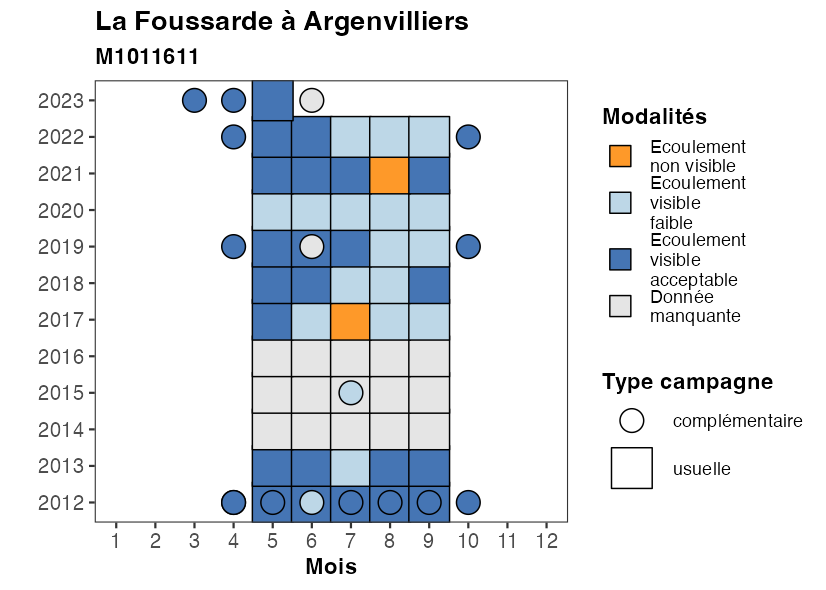 La Foussarde à Argenvilliers
M1011611
2023
2022
2021
2020
2019
2018
2017
2016
2015
2014
2013
2012
1 2 3 4 5 6 7 8 9 10 11 12
Mois
Modalités
Ecoulement
non visible
Ecoulement
visible
faible
Ecoulement
visible
acceptable
Donnée
manquante
Type campagne
complémentaire
usuelle